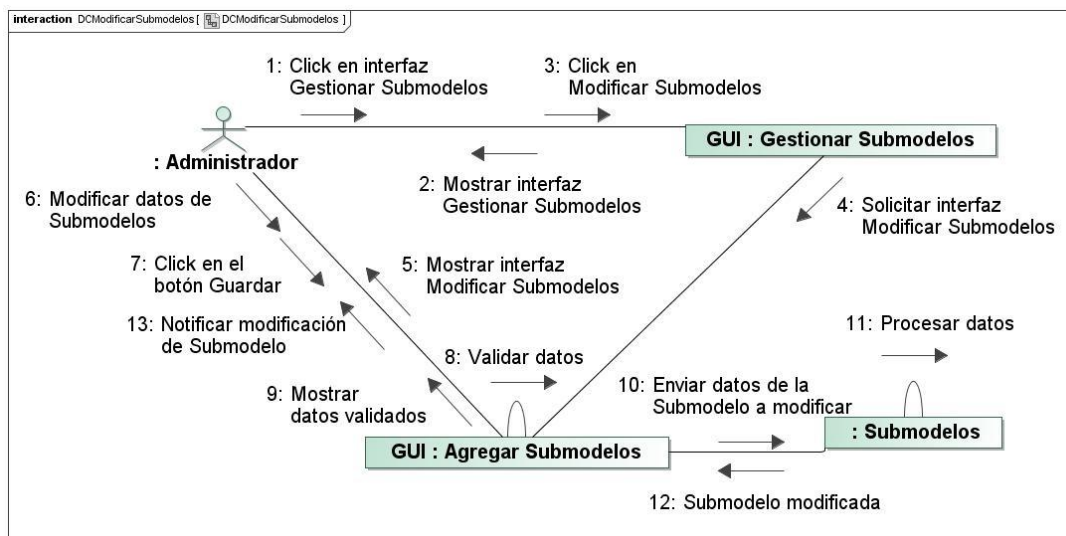 interaction DCModificarSubmodelos [ DCModificarSubmodelos ]
1: Click en interfaz
Gestionar Submodelos
3: Click en
Modificar Submodelos
: Administrador
GUI : Gestionar Submodelos
2: Mostrar interfaz
Gestionar Submodelos
6: Modificar datos de
Submodelos
4: Solicitar interfaz
Modificar Submodelos
7: Click en el
botón Guardar
5: Mostrar interfaz
Modificar Submodelos
13: Notificar modificación
de Submodelo
11: Procesar datos
8: Validar datos
9: Mostrar
datos validados
10: Enviar datos de la
Submodelo a modificar
: Submodelos
GUI : Agregar Submodelos
12: Submodelo modificada